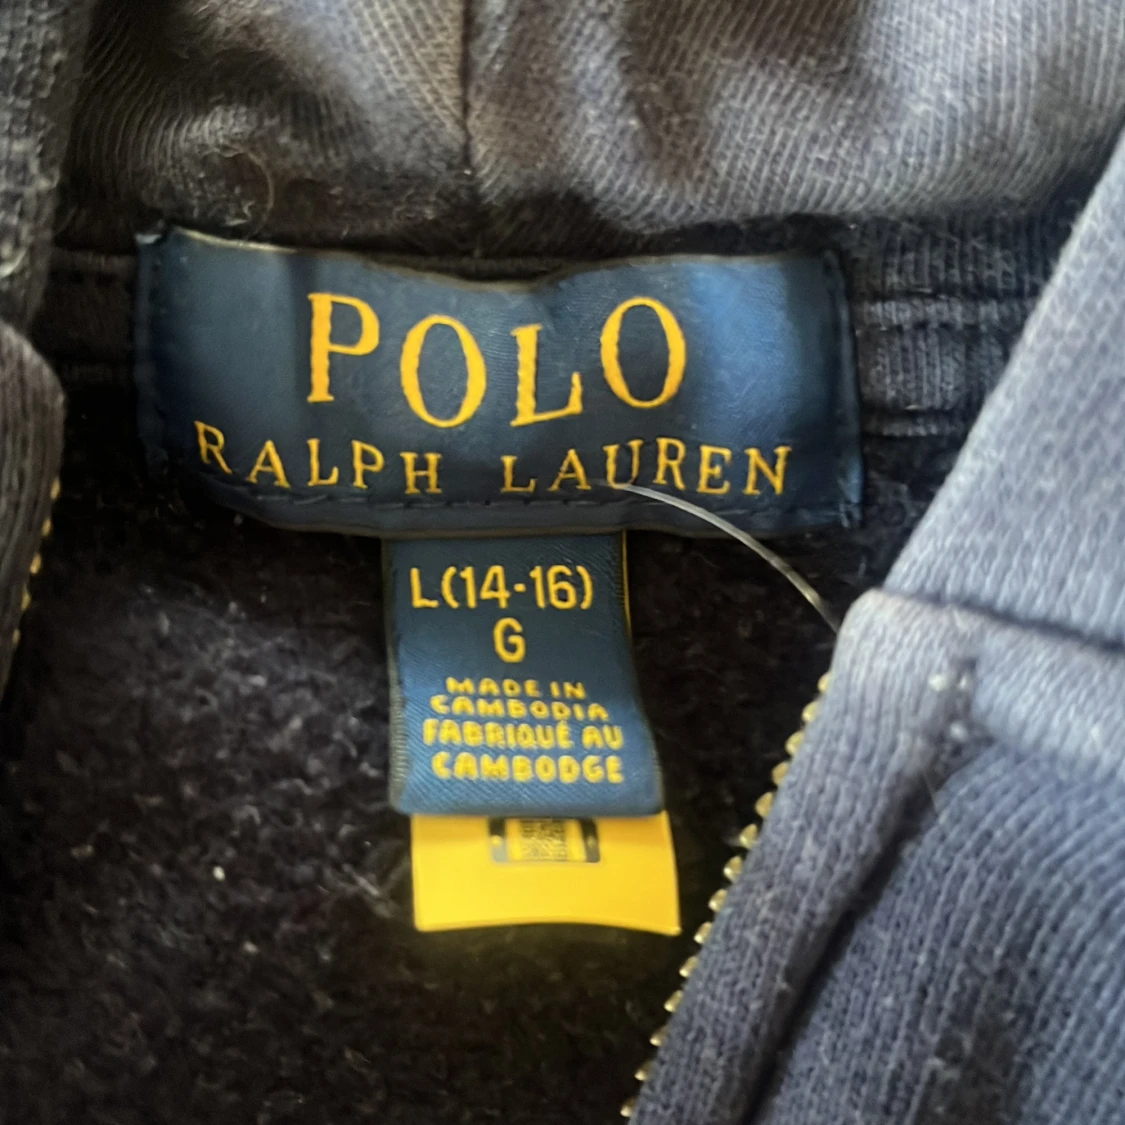 POLO
RALPH LAUREN
L(14-16)
G
MADE IN
CAMBODIA
FABRIQUÉ AU
CAMBODGE